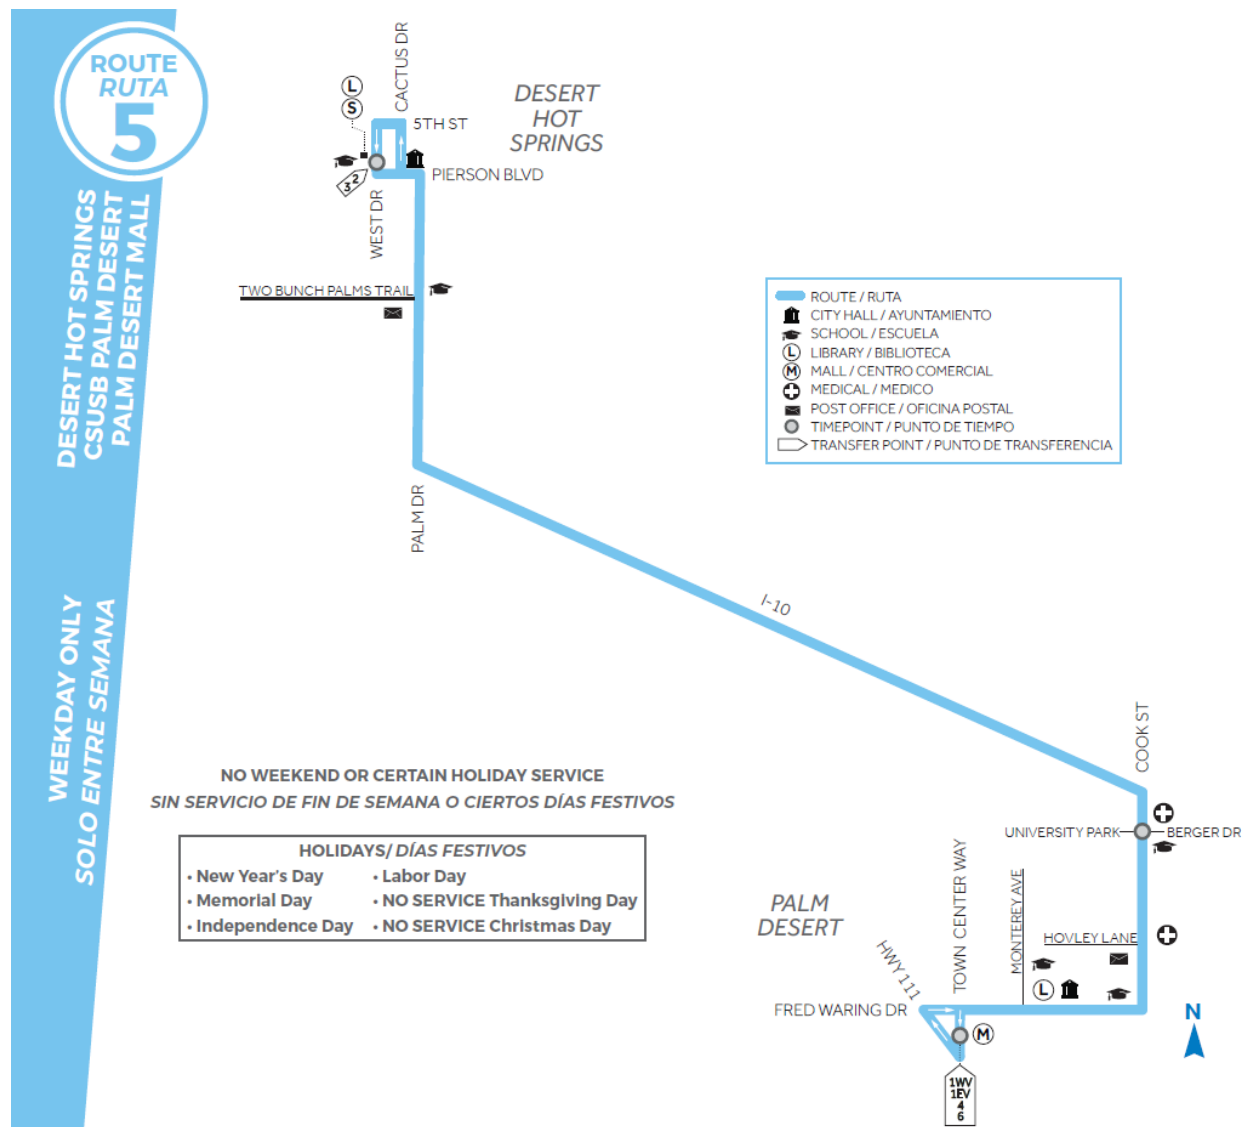 ROUTE
RUTA
5
DESERT HOT SPRINGS
CSUSB PALM DESERT
PALM DESERT MALL
WEEKDAY ONLY
SOLO ENTRE SEMANA
CACTUS DR
L
S
5TH ST
DESERT
HOT
SPRINGS
PIERSON BLVD
3 2
WEST DR
TWO BUNCH PALMS TRAIL
PALM DR
I-10
ROUTE / RUTA
CITY HALL / AYUNTAMIENTO
SCHOOL / ESCUELA
L LIBRARY / BIBLIOTECA
M MALL / CENTRO COMERCIAL
MEDICAL / MEDICO
POST OFFICE / OFICINA POSTAL
TIMEPOINT / PUNTO DE TIEMPO
TRANSFER POINT / PUNTO DE TRANSFERENCIA
NO WEEKEND OR CERTAIN HOLIDAY SERVICE
SIN SERVICIO DE FIN DE SEMANA O CIERTOS DÍAS FESTIVOS
HOLIDAYS/ DÍAS FESTIVOS
• New Year's Day
• Memorial Day
• Independence Day
• Labor Day
• NO SERVICE Thanksgiving Day
• NO SERVICE Christmas Day
COOK ST
UNIVERSITY PARK
BERGER DR
PALM
DESERT
TOWN CENTER WAY
MONTEREY AVE
HOVLEY LANE
HWY 111
L
FRED WARING DR
M
1WV
1EV
4
6
N